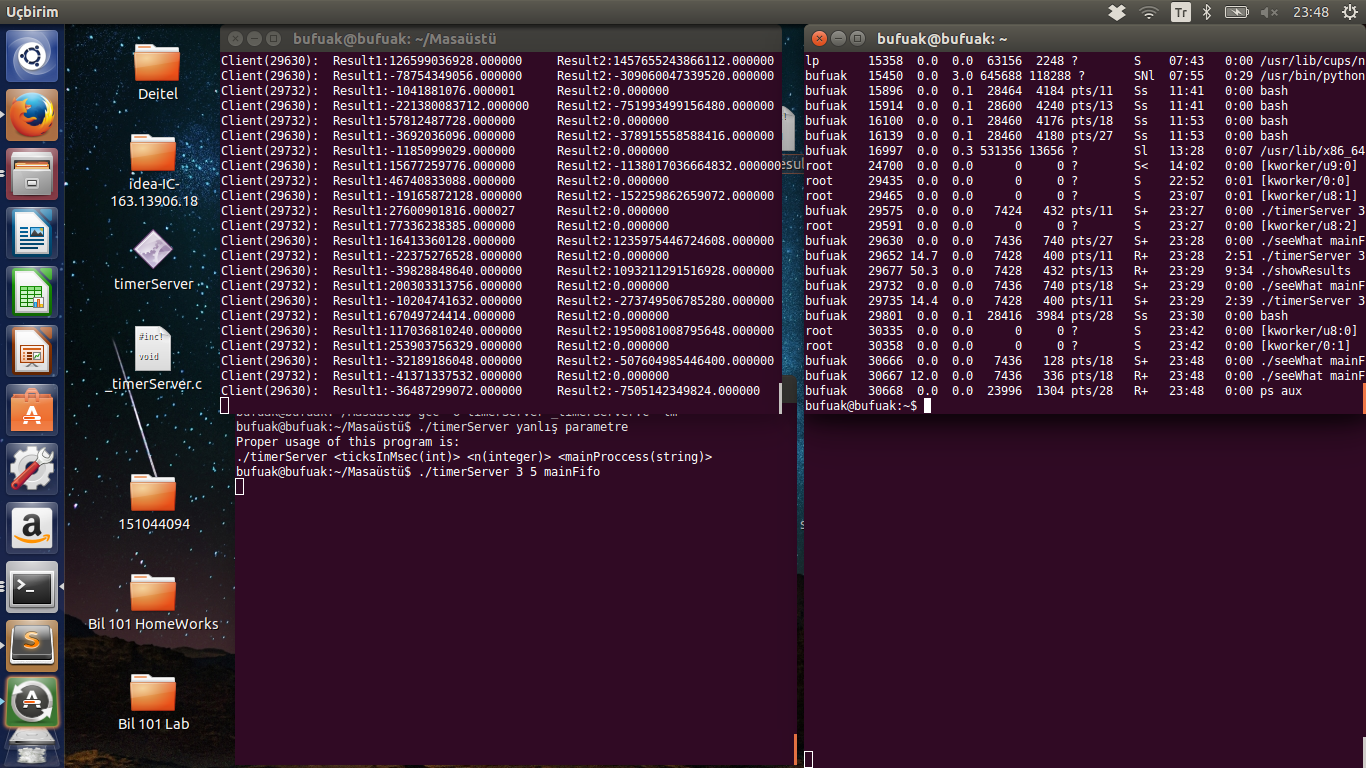 Uçbirim
Tr
23:48
Deitel
idea-IC-
163.13906.18
timerServer
#incl
void
_timerServer.c
151044094
Bil 101 HomeWorks
Bil 101 Lab
bufuak@bufuak: ~/Masaüstü
Client(29630):  Result1:126599036928.000000     Result2:1457655243866112.000000
Client(29630):  Result1:-78754349056.000000     Result2:-309060047339520.000000
Client(29732):  Result1:-1041881076.000001      Result2:0.000000
Client(29630):  Result1:-221380083712.000000    Result2:-751993499156480.000000
Client(29732):  Result1:57812487728.000000      Result2:0.000000
Client(29630):  Result1:-3692036096.000000      Result2:-378915558588416.000000
Client(29732):  Result1:-1185099029.000000      Result2:0.000000
Client(29630):  Result1:15677259776.000000      Result2:-1138017036664832.000000
Client(29732):  Result1:46740833088.000000      Result2:0.000000
Client(29630):  Result1:-19165872128.000000     Result2:-152259862659072.000000
Client(29732):  Result1:27600901816.000027      Result2:0.000000
Client(29732):  Result1:77336238385.000000      Result2:0.000000
Client(29630):  Result1:16413360128.000000      Result2:1235975446724608.000000
Client(29732):  Result1:-22375276528.000000     Result2:0.000000
Client(29630):  Result1:-39828848640.000000     Result2:1093211291516928.000000
Client(29732):  Result1:200303313756.000000     Result2:0.000000
Client(29630):  Result1:-10204741632.000000     Result2:-273749506785280.000000
Client(29732):  Result1:67049724414.000000      Result2:0.000000
Client(29630):  Result1:117036810240.000000     Result2:1950081008795648.000000
Client(29732):  Result1:253903756329.000000     Result2:0.000000
Client(29630):  Result1:-32189186048.000000     Result2:-507604985446400.000000
Client(29732):  Result1:-41371337532.000000     Result2:0.000000
Client(29630):  Result1:-36487299072.000000     Result2:-7505142349824.000000
bufuak@bufuak:~/Masaüstü$ ./timerServer yanlış parametre
Proper usage of this program is:
./timerServer <ticksInMsec(int)> <n(integer)> <mainProccess(string)>
bufuak@bufuak:~/Masaüstü$ ./timerServer 3 5 mainFifo
bufuak@bufuak: ~
lp       15358  0.0  0.0  63156  2248 ?        S    07:43   0:00 /usr/lib/cups/n
bufuak   15450  0.0  3.0 645688 118288 ?       SNl  07:55   0:29 /usr/bin/python
bufuak   15896  0.0  0.1  28464  4184 pts/11   Ss   11:41   0:00 bash
bufuak   15914  0.0  0.1  28600  4240 pts/13   Ss   11:41   0:00 bash
bufuak   16100  0.0  0.1  28460  4176 pts/18   Ss   11:53   0:00 bash
bufuak   16139  0.0  0.1  28460  4180 pts/27   Ss   11:53   0:00 bash
bufuak   16997  0.0  0.3 531356 13656 ?        Sl   13:28   0:07 /usr/lib/x86_64
root     24700  0.0  0.0      0     0 ?        S<   14:02   0:00 [kworker/u9:0]
root     29435  0.0  0.0      0     0 ?        S    22:52   0:01 [kworker/0:0]
root     29465  0.0  0.0      0     0 ?        S    23:07   0:01 [kworker/u8:1]
bufuak   29575  0.0  0.0   7424   432 pts/11   S+   23:27   0:00 ./timerServer 3
root     29591  0.0  0.0      0     0 ?        S    23:27   0:00 [kworker/u8:2]
bufuak   29630  0.0  0.0   7436   740 pts/27   S+   23:28   0:00 ./seeWhat mainF
bufuak   29652 14.7  0.0   7428   400 pts/11   R+   23:28   2:51 ./timerServer 3
bufuak   29677 50.3  0.0   7428   432 pts/13   R+   23:29   9:34 ./showResults
bufuak   29732  0.0  0.0   7436   740 pts/18   S+   23:29   0:00 ./seeWhat mainF
bufuak   29735 14.4  0.0   7428   400 pts/11   R+   23:29   2:39 ./timerServer 3
bufuak   29801  0.0  0.1  28416  3984 pts/28   Ss   23:30   0:00 bash
root     30335  0.0  0.0      0     0 ?        S    23:42   0:00 [kworker/u8:0]
root     30358  0.0  0.0      0     0 ?        S    23:42   0:00 [kworker/0:1]
bufuak   30666  0.0  0.0   7436   128 pts/18   S+   23:48   0:00 ./seeWhat mainF
bufuak   30667 12.0  0.0   7436   336 pts/18   R+   23:48   0:00 ./seeWhat mainF
bufuak   30668  0.0  0.0  23996  1304 pts/28   R+   23:48   0:00 ps aux
bufuak@bufuak:~$